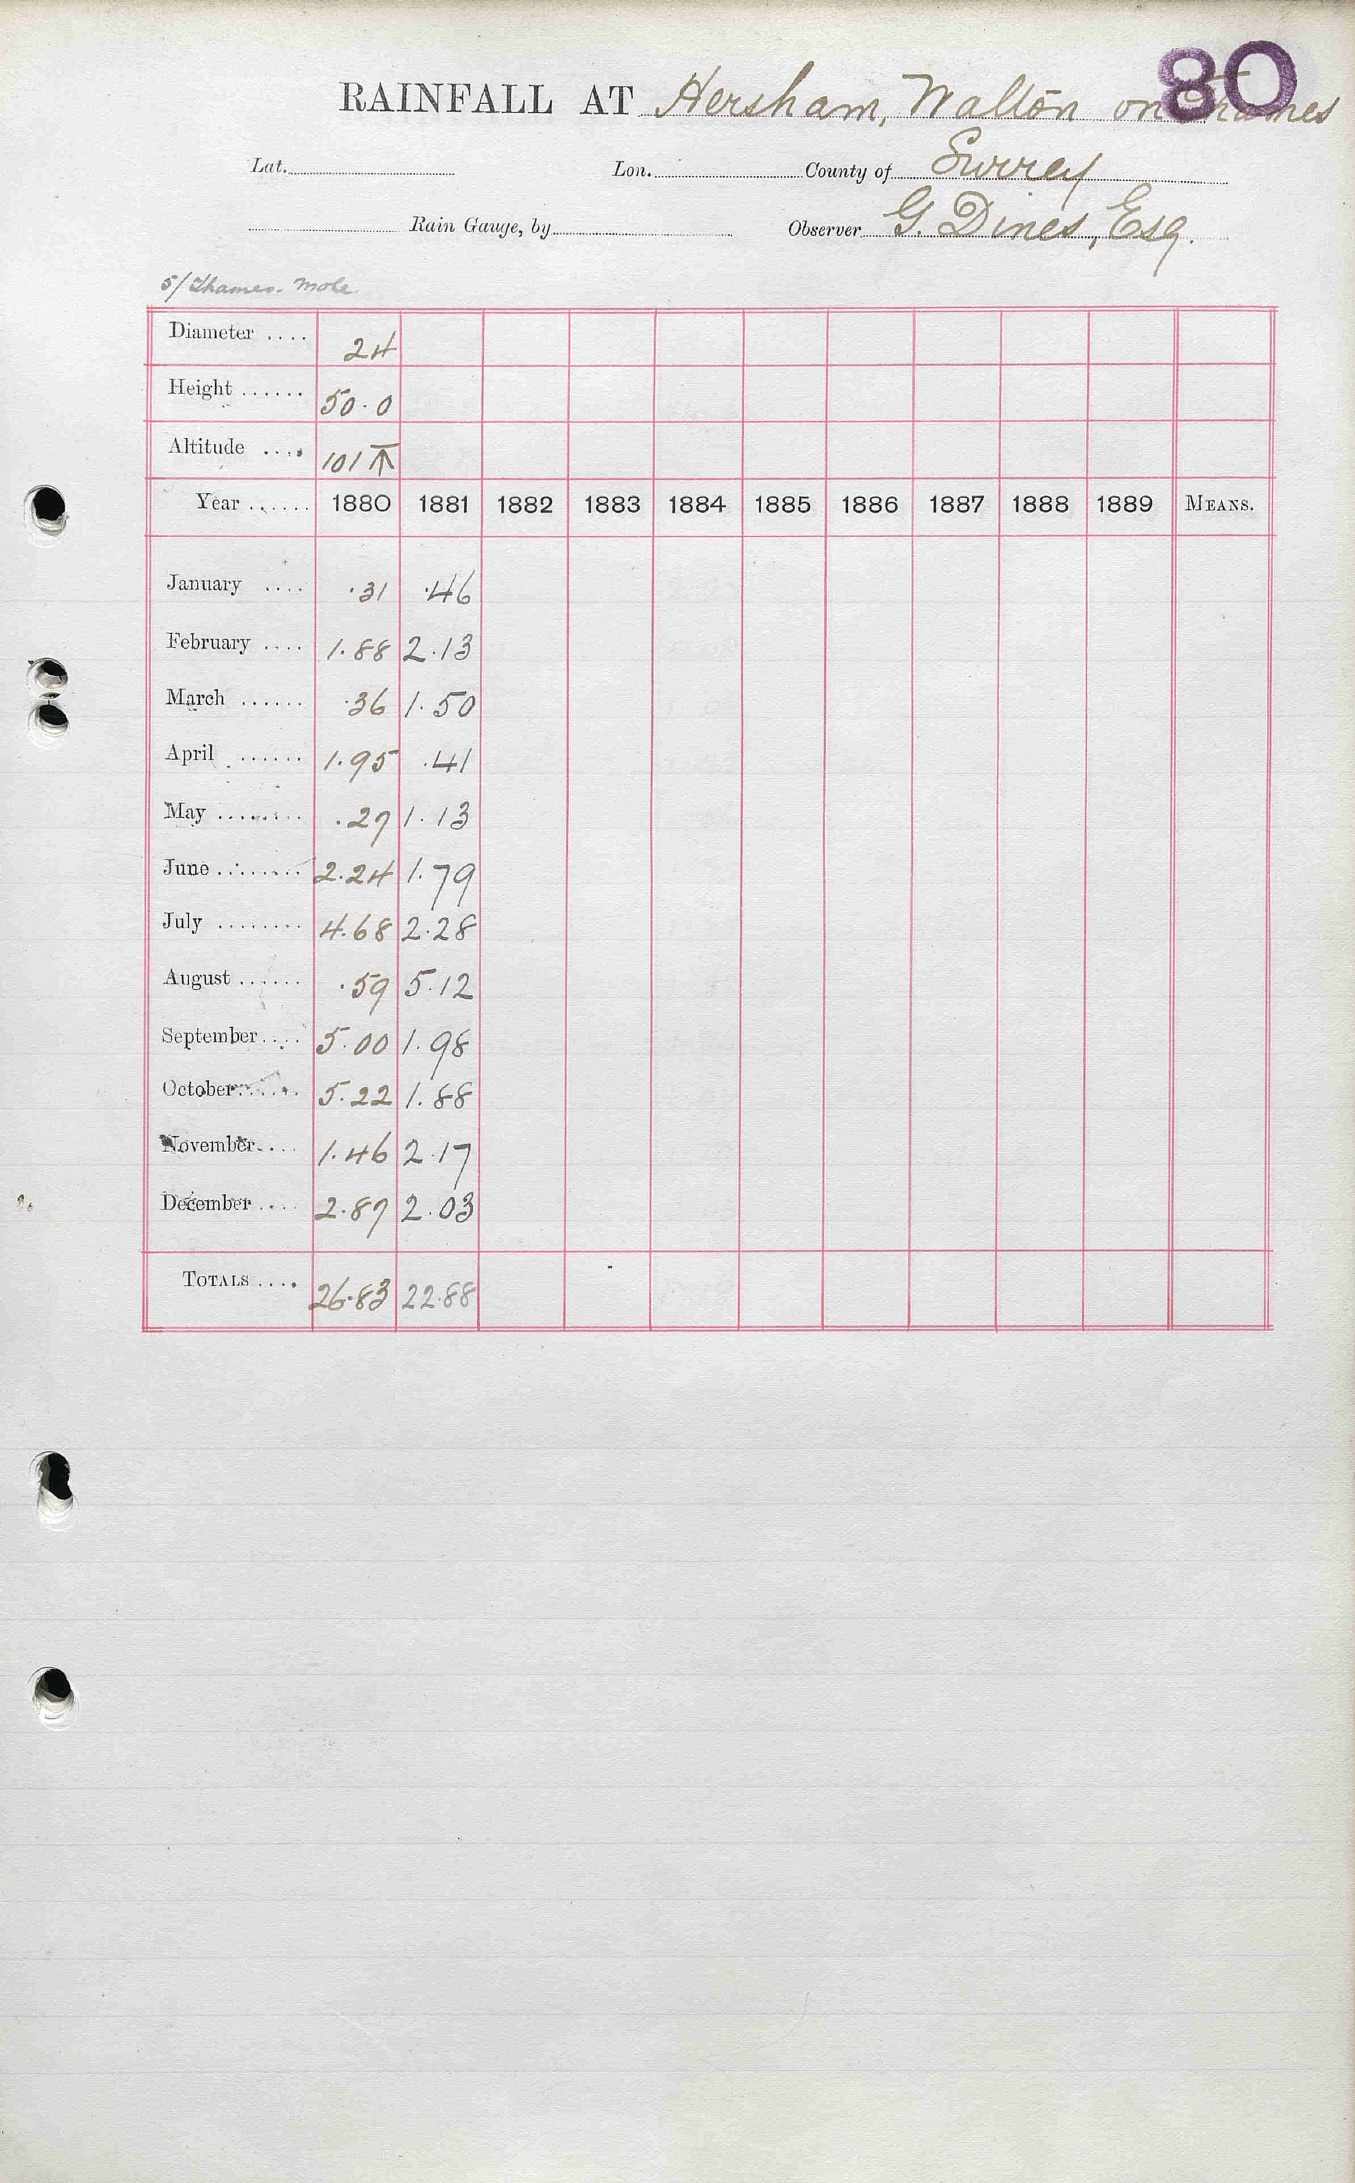 80
RAINFALL AT Hersham, Walton on Thames
Lat. Lon. County of Surrey
Rain Gauge, by Observer G. Dines, Esq.
5/Thames. Mole
Diameter .... 24
Height ...... 50.0
Altitude .... 101 ⊼
Year ...... 1880 1881 1882 1883 1884 1885 1886 1887 1888 1889 MEANS.
January .... .31 .46
February .... 1.88 2.13
March ...... .36 1.50
April ...... 1.95 .41
May ........ .27 1.13
June ........ 2.24 1.79
July ........ 4.68 2.28
August ...... .59 5.12
September .... 5.00 1.98
October ...... 5.22 1.88
November .... 1.46 2.17
December .... 2.87 2.03
TOTALS .... 26.83 22.88